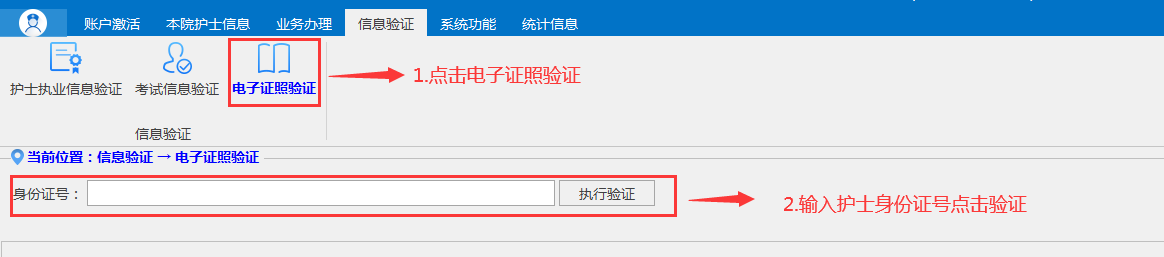 账户激活 本院护士信息 业务办理 信息验证 系统功能 统计信息
护士执业信息验证 考试信息验证 电子证照验证
1.点击电子证照验证
信息验证
当前位置：信息验证 → 电子证照验证
身份证号： 执行验证
2.输入护士身份证号点击验证